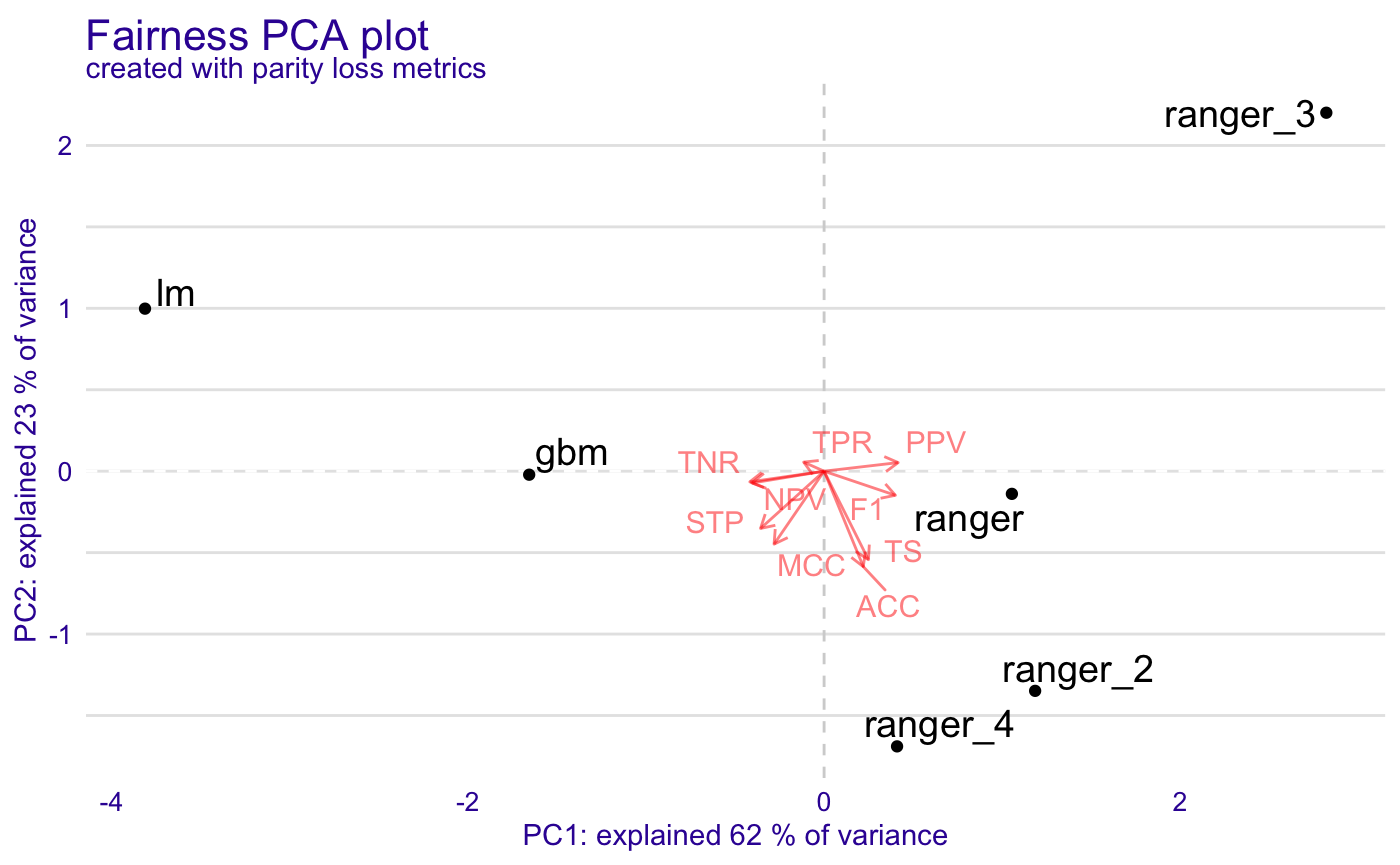 Fairness PCA plot
created with parity loss metrics
ranger_3
2
lm
1
gbm
TPR
PPV
TNR
0
NPV
F1
STP
ranger
TS
MCC
ACC
-1
ranger_2
ranger_4
-4
-2
0
2
PC1: explained 62 % of variance
PC2: explained 23 % of variance